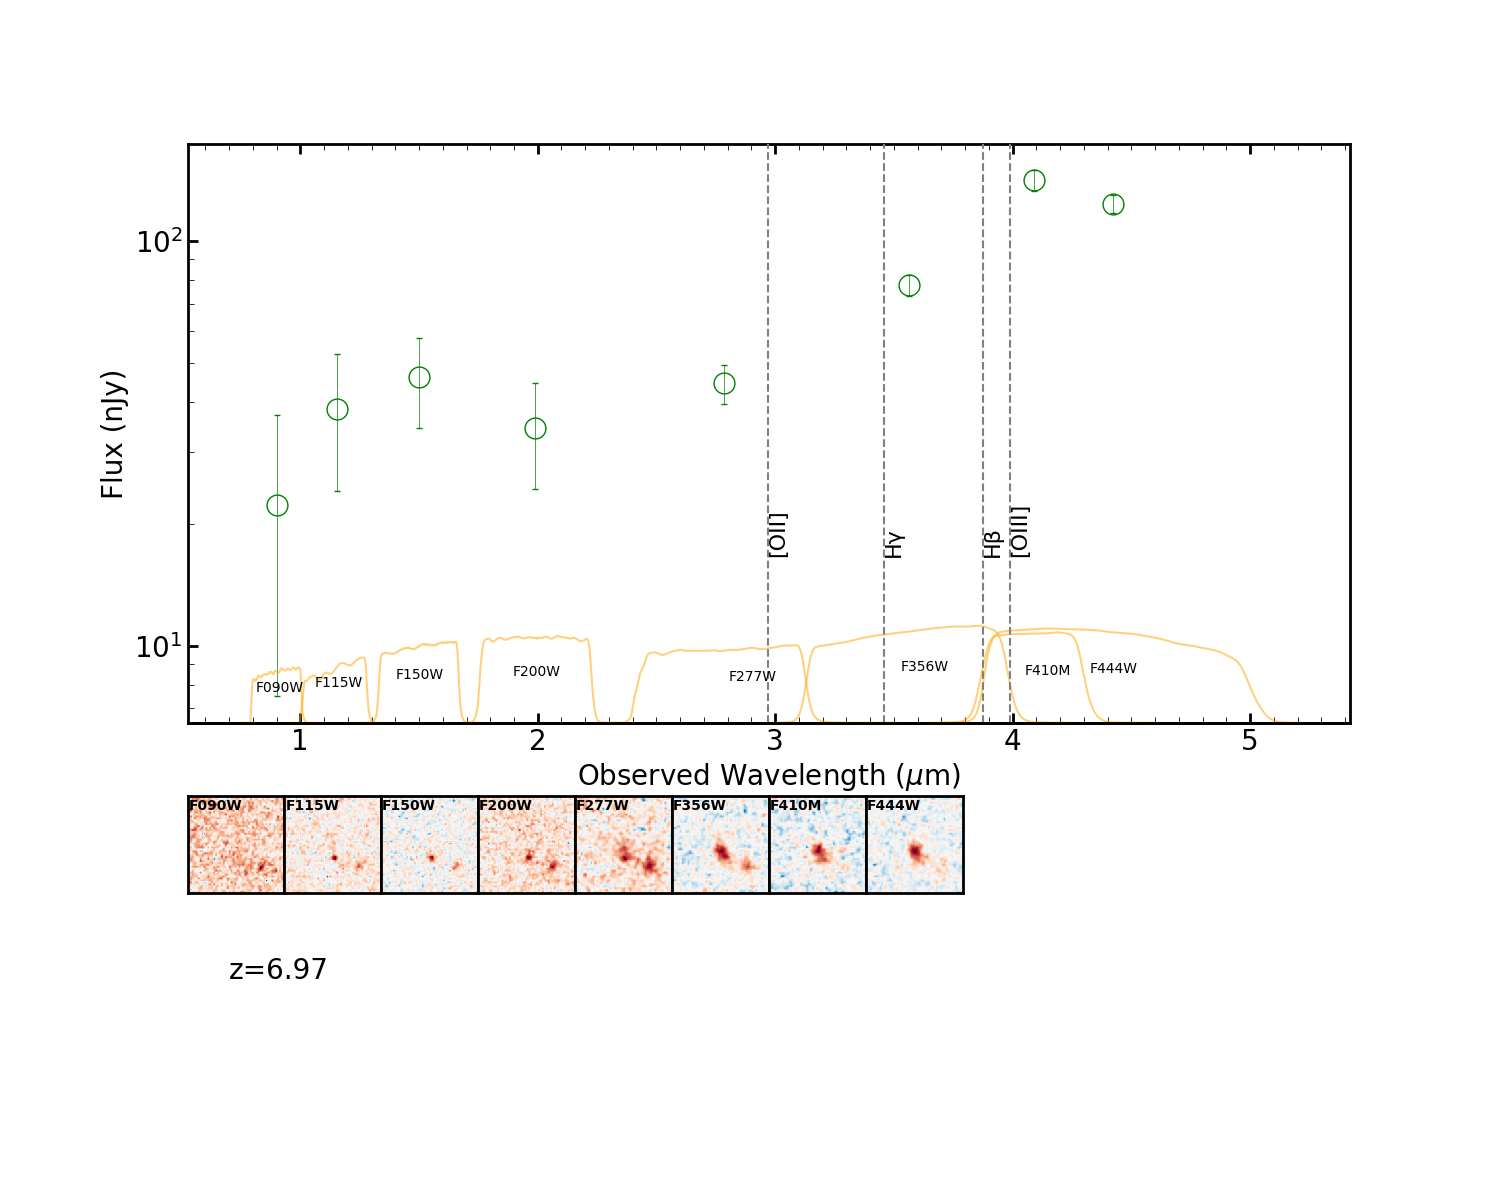 10²
10¹
Flux (nJy)
[OII]
Hγ
Hβ
[OIII]
F090W
F115W
F150W
F200W
F277W
F356W
F410M
F444W
1 2 3 4 5
Observed Wavelength (μm)
F090W F115W F150W F200W F277W F356W F410M F444W
z=6.97